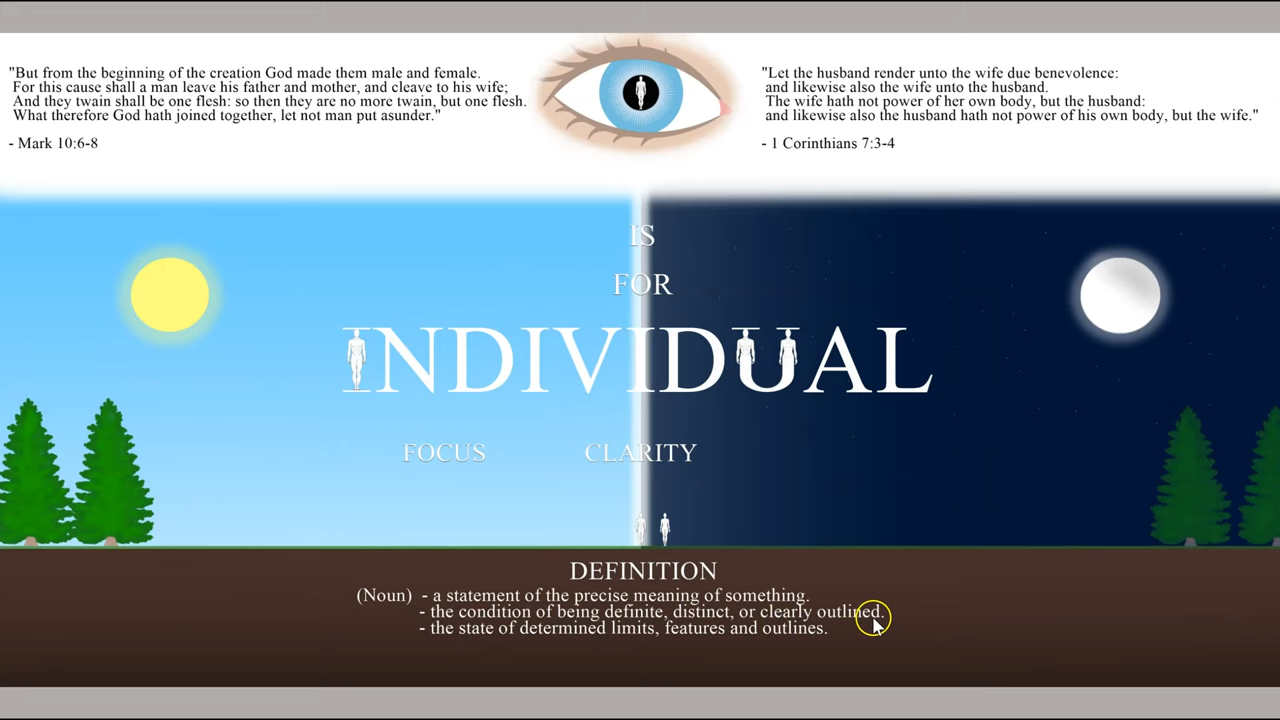 "But from the beginning of the creation God made them male and female.
For this cause shall a man leave his father and mother, and cleave to his wife;
And they twain shall be one flesh: so then they are no more twain, but one flesh.
What therefore God hath joined together, let not man put asunder."
- Mark 10:6-8
"Let the husband render unto the wife due benevolence:
and likewise also the wife unto the husband.
The wife hath not power of her own body, but the husband:
and likewise also the husband hath not power of his own body, but the wife."
- 1 Corinthians 7:3-4
IS
FOR
INDIVIDUAL
FOCUS CLARITY
DEFINITION
(Noun) - a statement of the precise meaning of something.
- the condition of being definite, distinct, or clearly outlined.
- the state of determined limits, features and outlines.